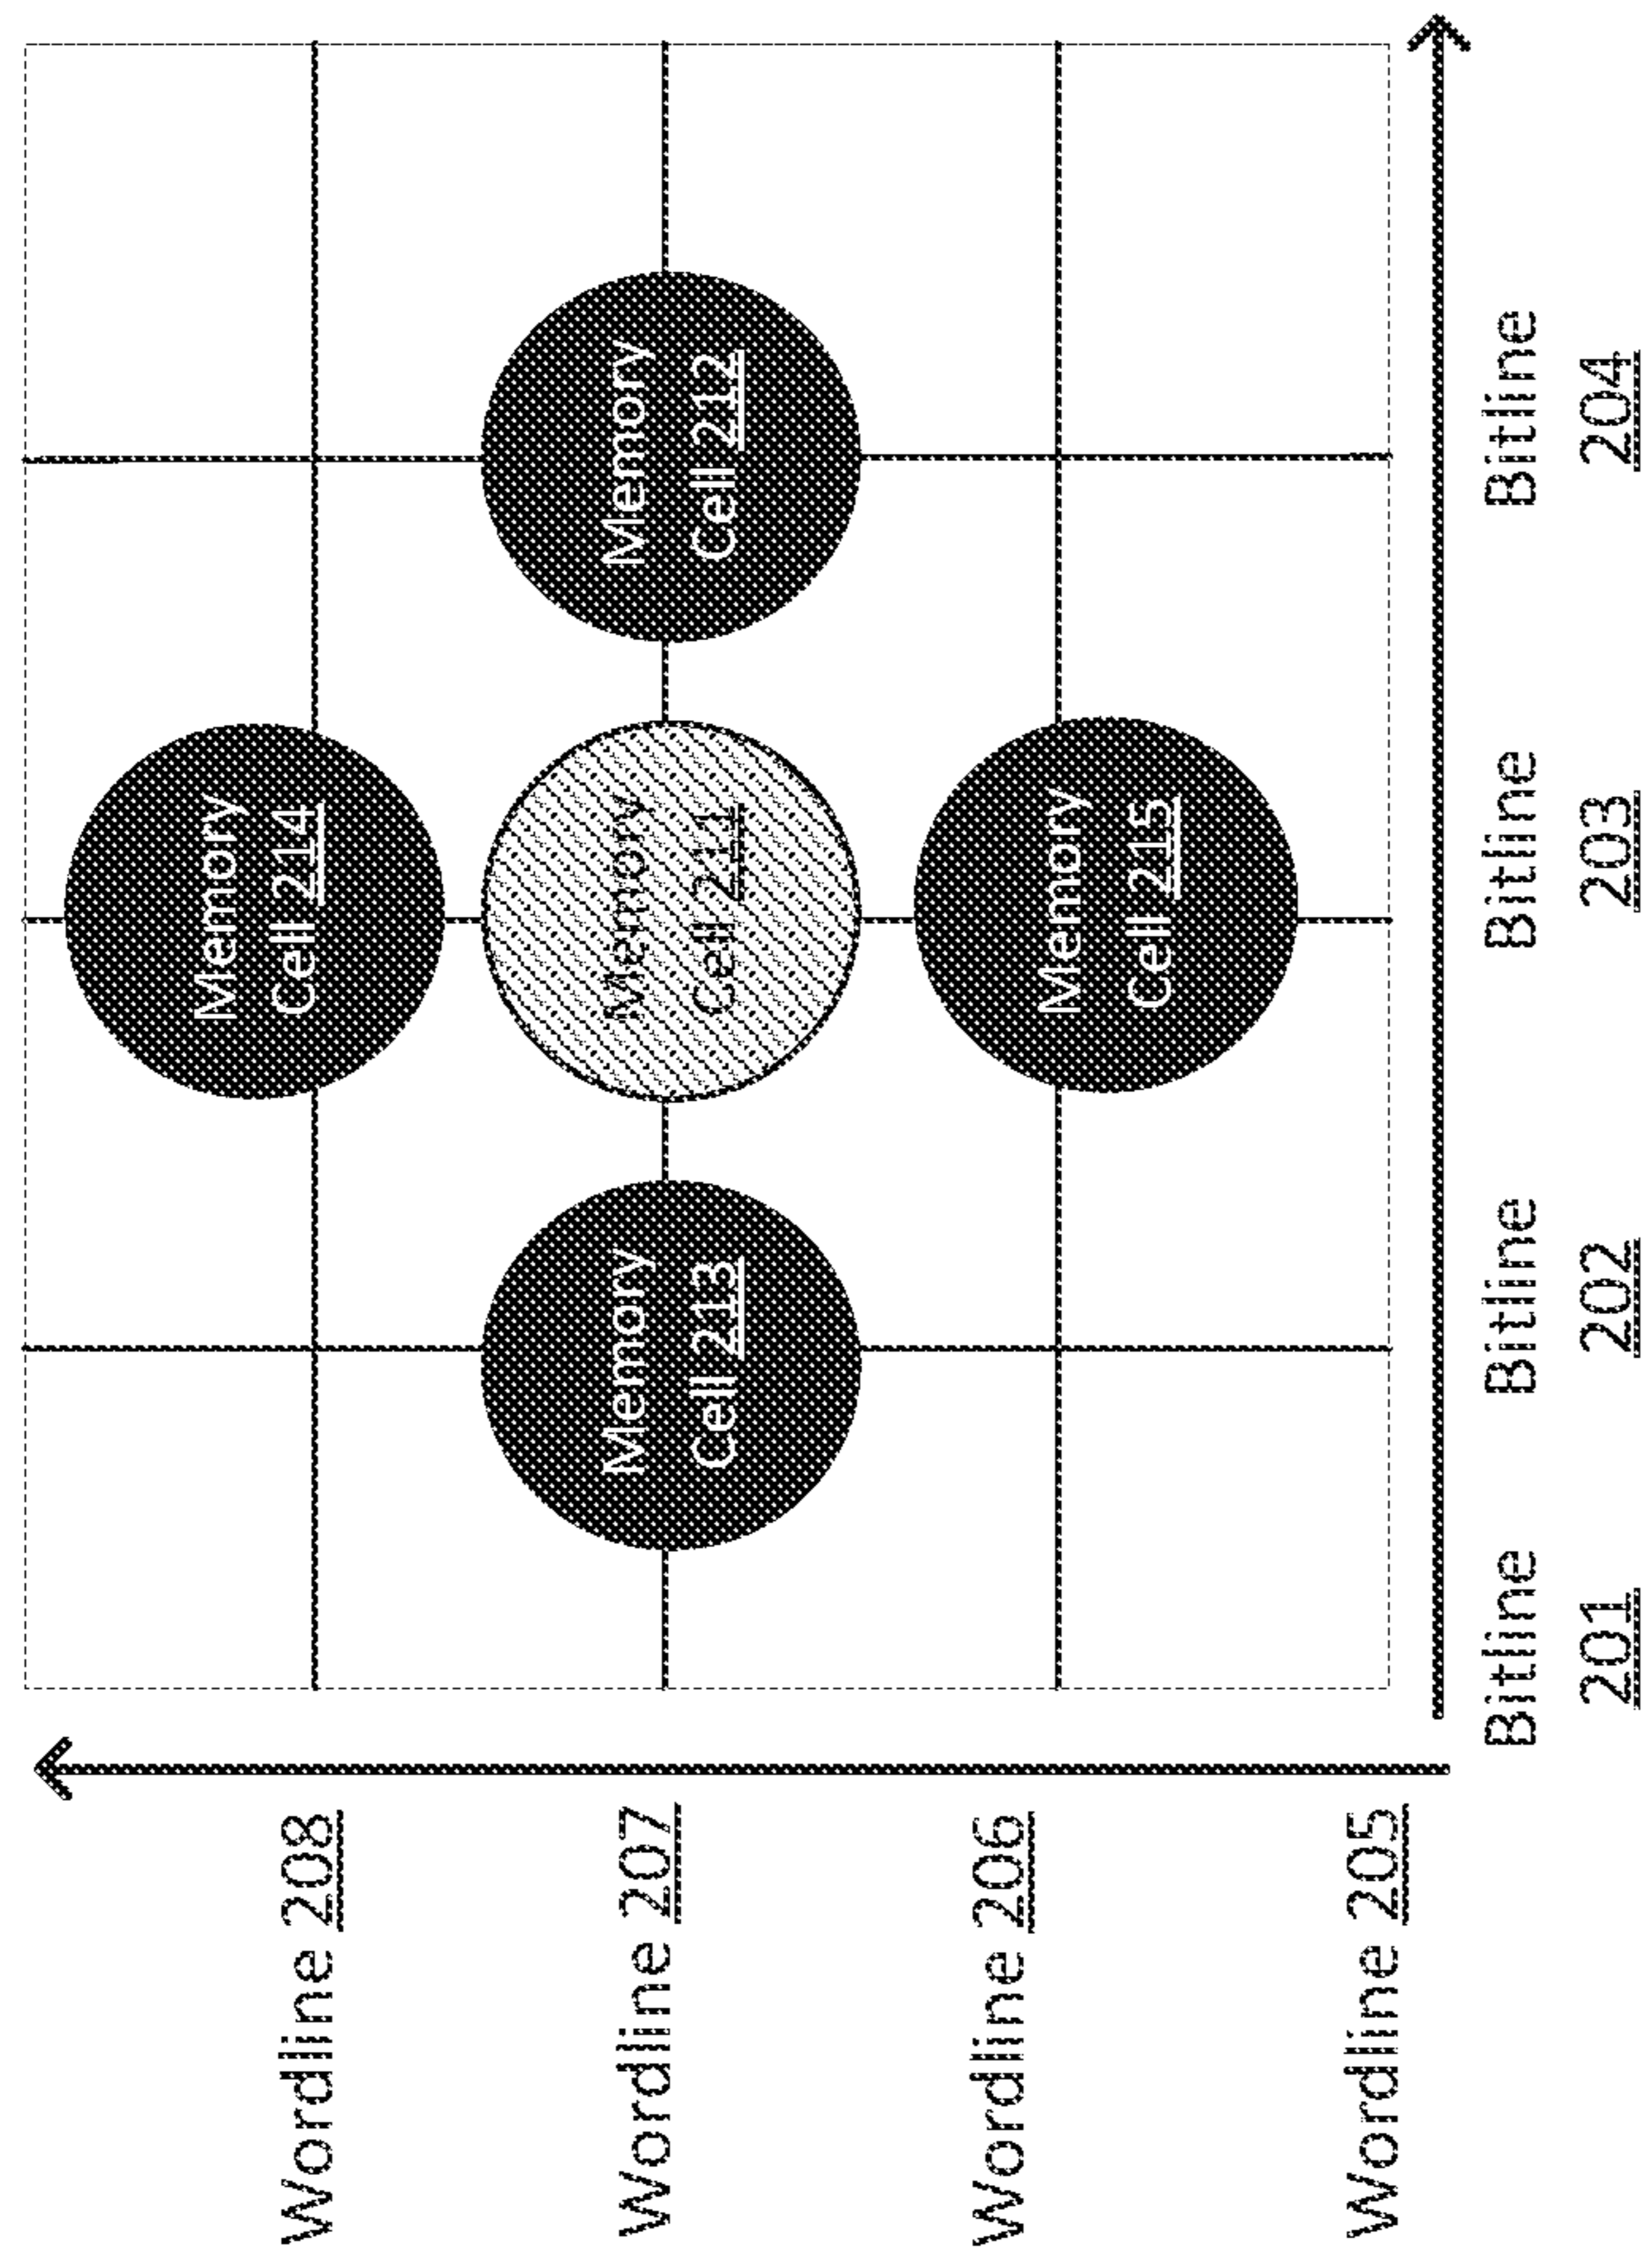 Wordline 208
Memory
Cell 214
Wordline 207
Memory
Cell 213
Memory
Cell 211
Memory
Cell 212
Wordline 206
Memory
Cell 215
Wordline 205
Bitline
201
Bitline
202
Bitline
203
Bitline
204